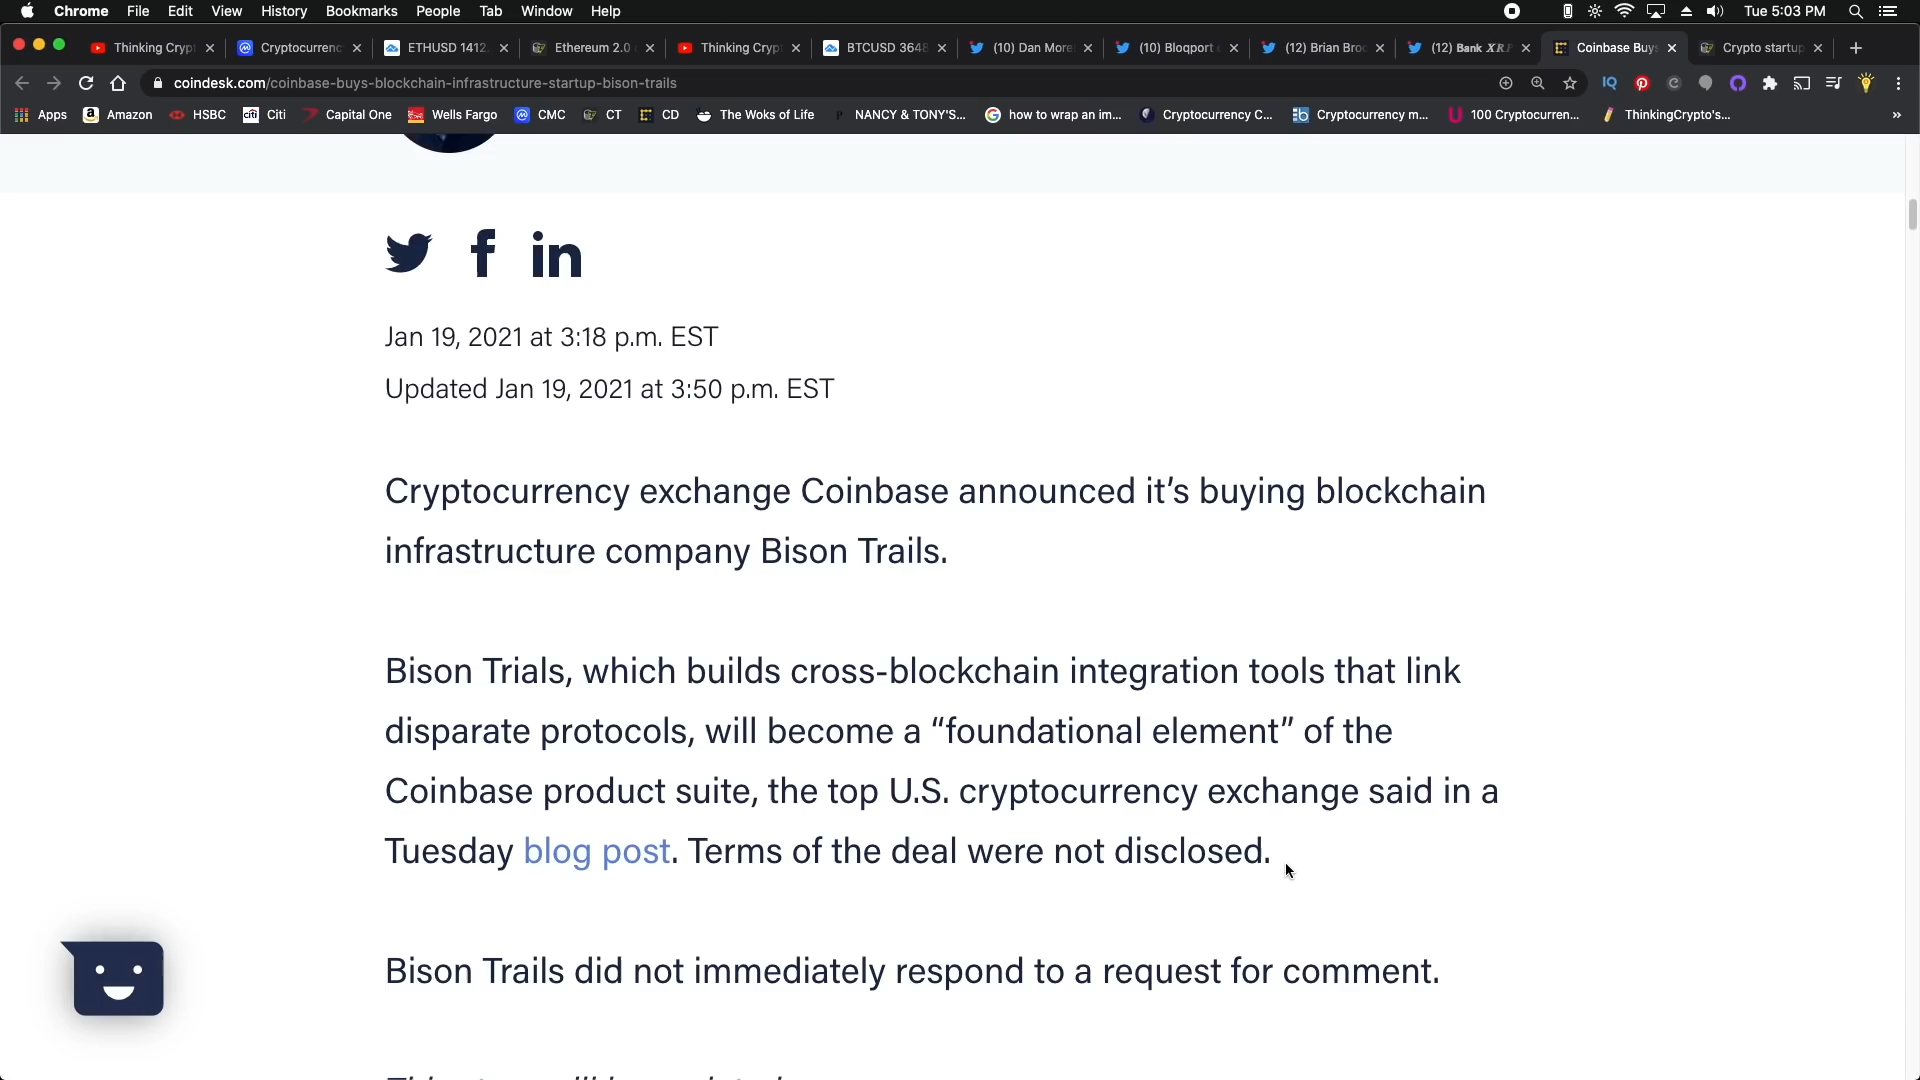 Chrome File Edit View History Bookmarks People Tab Window Help Tue 5:03 PM
Thinking Cryp (10) Dan More (10) Bloqport (12) Brian Bro (12) Bank XR Coinbase Buys Crypto startup
Cryptocurren ETHUSD 1412. Ethereum 2.0 Thinking Cryp BTCUSD 364
coindesk.com/coinbase-buys-blockchain-infrastructure-startup-bison-trails
Apps Amazon HSBC citi Citi Capital One Wells Fargo CMC CT CD The Woks of Life NANCY & TONY'S... how to wrap an im... Cryptocurrency C... Cryptocurrency m... 100 Cryptocurren... ThinkingCrypto's... »
Jan 19, 2021 at 3:18 p.m. EST
Updated Jan 19, 2021 at 3:50 p.m. EST
Cryptocurrency exchange Coinbase announced it’s buying blockchain
infrastructure company Bison Trails.
Bison Trials, which builds cross-blockchain integration tools that link
disparate protocols, will become a “foundational element” of the
Coinbase product suite, the top U.S. cryptocurrency exchange said in a
Tuesday blog post. Terms of the deal were not disclosed.
Bison Trails did not immediately respond to a request for comment.